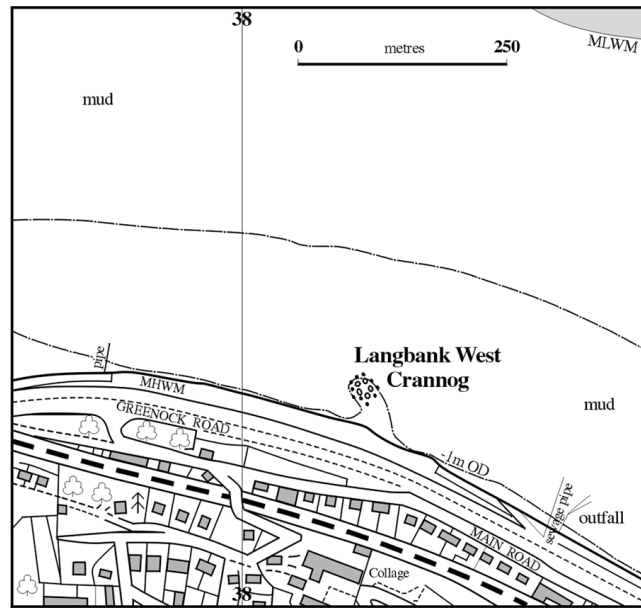 38
0 metres 250
MLWM
mud
Langbank West
Crannog
pipe
MHWM
GREENOCK ROAD
mud
-1m OD
sewage pipe
outfall
MAIN ROAD
Collage
38